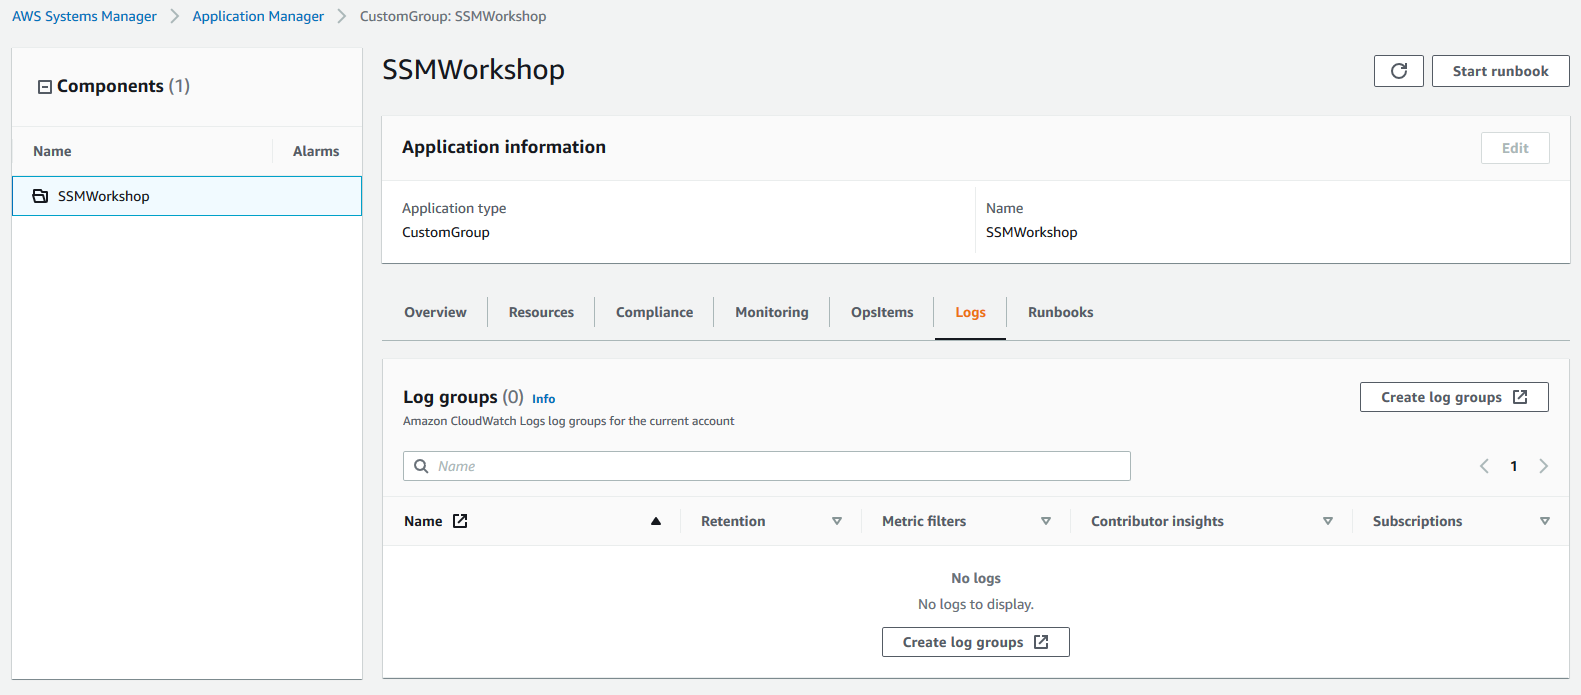 AWS Systems Manager > Application Manager > CustomGroup: SSMWorkshop
Components (1)
Name Alarms
SSMWorkshop
SSMWorkshop
Start runbook
Application information
Edit
Application type
CustomGroup
Name
SSMWorkshop
Overview Resources Compliance Monitoring OpsItems Logs Runbooks
Log groups (0) Info
Create log groups
Amazon CloudWatch Logs log groups for the current account
Name
1
Name Retention Metric filters Contributor insights Subscriptions
No logs
No logs to display.
Create log groups